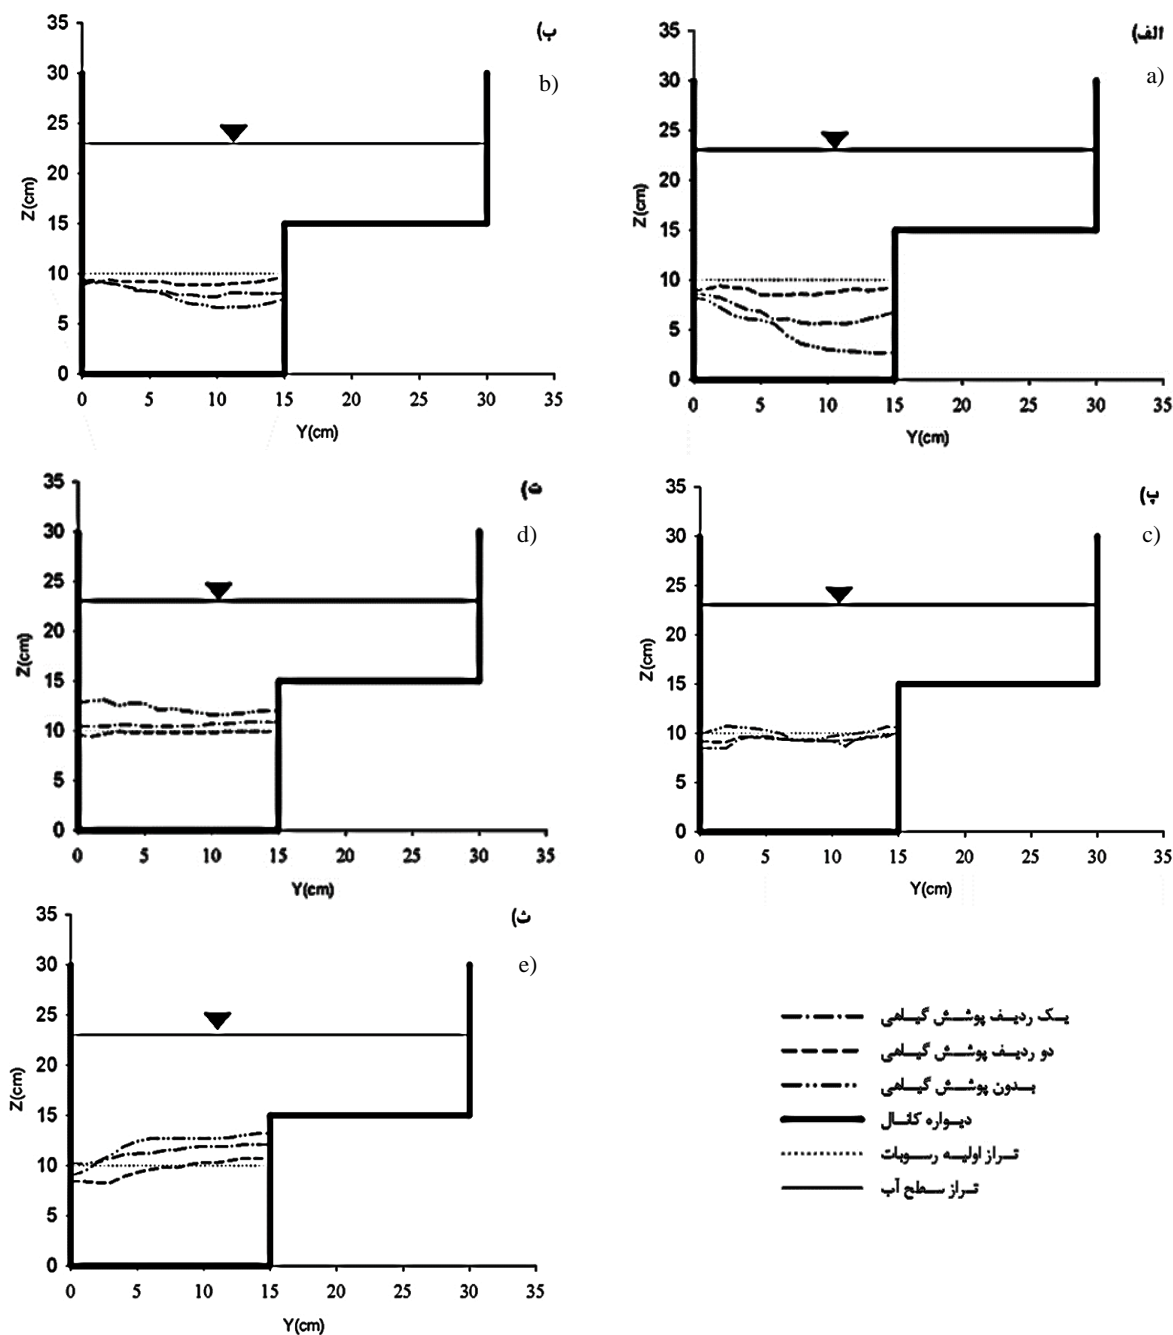 الف)
a)
35
30
25
20
15
10
5
0
Z(cm)
0 5 10 15 20 25 30 35
Y(cm)
ب)
b)
35
30
25
20
15
10
5
0
Z(cm)
0 5 10 15 20 25 30 35
Y(cm)
پ)
c)
35
30
25
20
15
10
5
0
Z(cm)
0 5 10 15 20 25 30 35
Y(cm)
ت)
d)
35
30
25
20
15
10
5
0
Z(cm)
0 5 10 15 20 25 30 35
Y(cm)
ث)
e)
35
30
25
20
15
10
5
0
Z(cm)
0 5 10 15 20 25 30 35
Y(cm)
یک ردیف پوشش گیاهی
دو ردیف پوشش گیاهی
بدون پوشش گیاهی
دیواره کانال
تراز اولیه رسوبات
تراز سطح آب